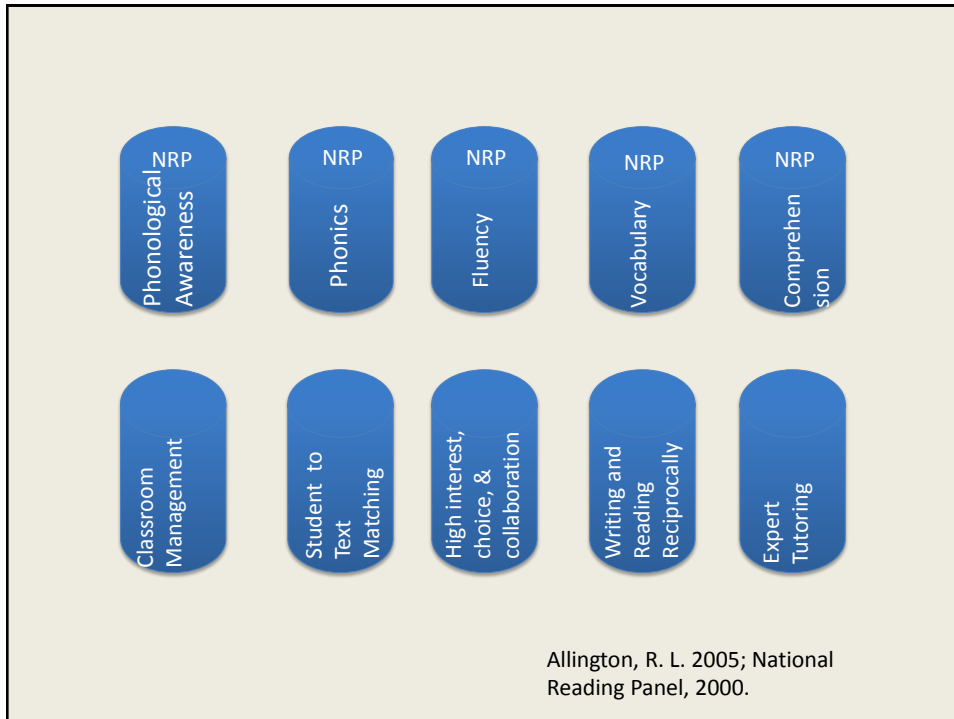 NRP
Phonological
Awareness
NRP
Phonics
NRP
Fluency
NRP
Vocabulary
NRP
Comprehen
sion
Classroom
Management
Student to
Text
Matching
High interest,
choice, &
collaboration
Writing and
Reading
Reciprocally
Expert
Tutoring
Allington, R. L. 2005; National
Reading Panel, 2000.